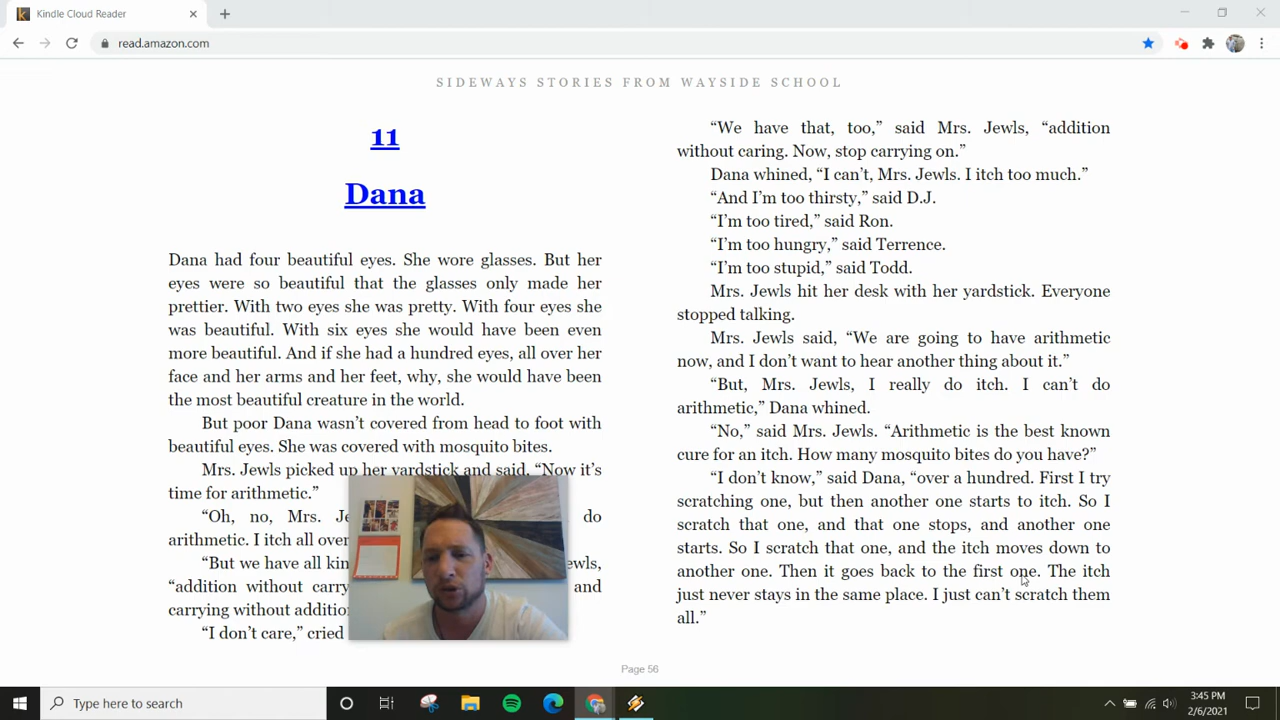 Kindle Cloud Reader
read.amazon.com
SIDEWAYS STORIES FROM WAYSIDE SCHOOL
11
Dana
Dana had four beautiful eyes. She wore glasses. But her
eyes were so beautiful that the glasses only made her
prettier. With two eyes she was pretty. With four eyes she
was beautiful. With six eyes she would have been even
more beautiful. And if she had a hundred eyes, all over her
face and her arms and her feet, why, she would have been
the most beautiful creature in the world.
But poor Dana wasn’t covered from head to foot with
beautiful eyes. She was covered with mosquito bites.
Mrs. Jewls picked up her yardstick and said, “Now it’s
time for arithmetic.”
“Oh, no, Mrs. Je do
arithmetic. I itch all over
“But we have all kin ewls,
“addition without carry and
carrying without addition
“I don’t care,” cried
“We have that, too,” said Mrs. Jewls, “addition
without caring. Now, stop carrying on.”
Dana whined, “I can’t, Mrs. Jewls. I itch too much.”
“And I’m too thirsty,” said D.J.
“I’m too tired,” said Ron.
“I’m too hungry,” said Terrence.
“I’m too stupid,” said Todd.
Mrs. Jewls hit her desk with her yardstick. Everyone
stopped talking.
Mrs. Jewls said, “We are going to have arithmetic
now, and I don’t want to hear another thing about it.”
“But, Mrs. Jewls, I really do itch. I can’t do
arithmetic,” Dana whined.
“No,” said Mrs. Jewls. “Arithmetic is the best known
cure for an itch. How many mosquito bites do you have?”
“I don’t know,” said Dana, “over a hundred. First I try
scratching one, but then another one starts to itch. So I
scratch that one, and that one stops, and another one
starts. So I scratch that one, and the itch moves down to
another one. Then it goes back to the first one. The itch
just never stays in the same place. I just can’t scratch them
all.”
Page 56
Type here to search
3:45 PM
2/6/2021